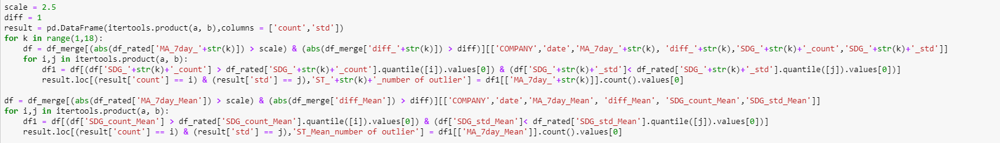 scale = 2.5
diff = 1
result = pd.DataFrame(itertools.product(a, b),columns = ['count','std'])
for k in range(1,18):
    df = df_merge[(abs(df_rated['MA_7day_'+str(k)]) > scale) & (abs(df_merge['diff_'+str(k)]) > diff)][['COMPANY','date','MA_7day_'+str(k), 'diff_'+str(k),'SDG_'+str(k)+'_count','SDG_'+str(k)+'_std']]
    for i,j in itertools.product(a, b):
        df1 = df[(df['SDG_'+str(k)+'_count'] > df_rated['SDG_'+str(k)+'_count'].quantile([i]).values[0]) & (df['SDG_'+str(k)+'_std']< df_rated['SDG_'+str(k)+'_std'].quantile([j]).values[0])]
        result.loc[(result['count'] == i) & (result['std'] == j),'ST_'+str(k)+'_number of outlier'] = df1[['MA_7day_'+str(k)]].count().values[0]

df = df_merge[(abs(df_rated['MA_7day_Mean']) > scale) & (abs(df_merge['diff_Mean']) > diff)][['COMPANY','date','MA_7day_Mean', 'diff_Mean', 'SDG_count_Mean','SDG_std_Mean']]
for i,j in itertools.product(a, b):
    df1 = df[(df['SDG_count_Mean'] > df_rated['SDG_count_Mean'].quantile([i]).values[0]) & (df['SDG_std_Mean']< df_rated['SDG_std_Mean'].quantile([j]).values[0])]
    result.loc[(result['count'] == i) & (result['std'] == j),'ST_Mean_number of outlier'] = df1[['MA_7day_Mean']].count().values[0]